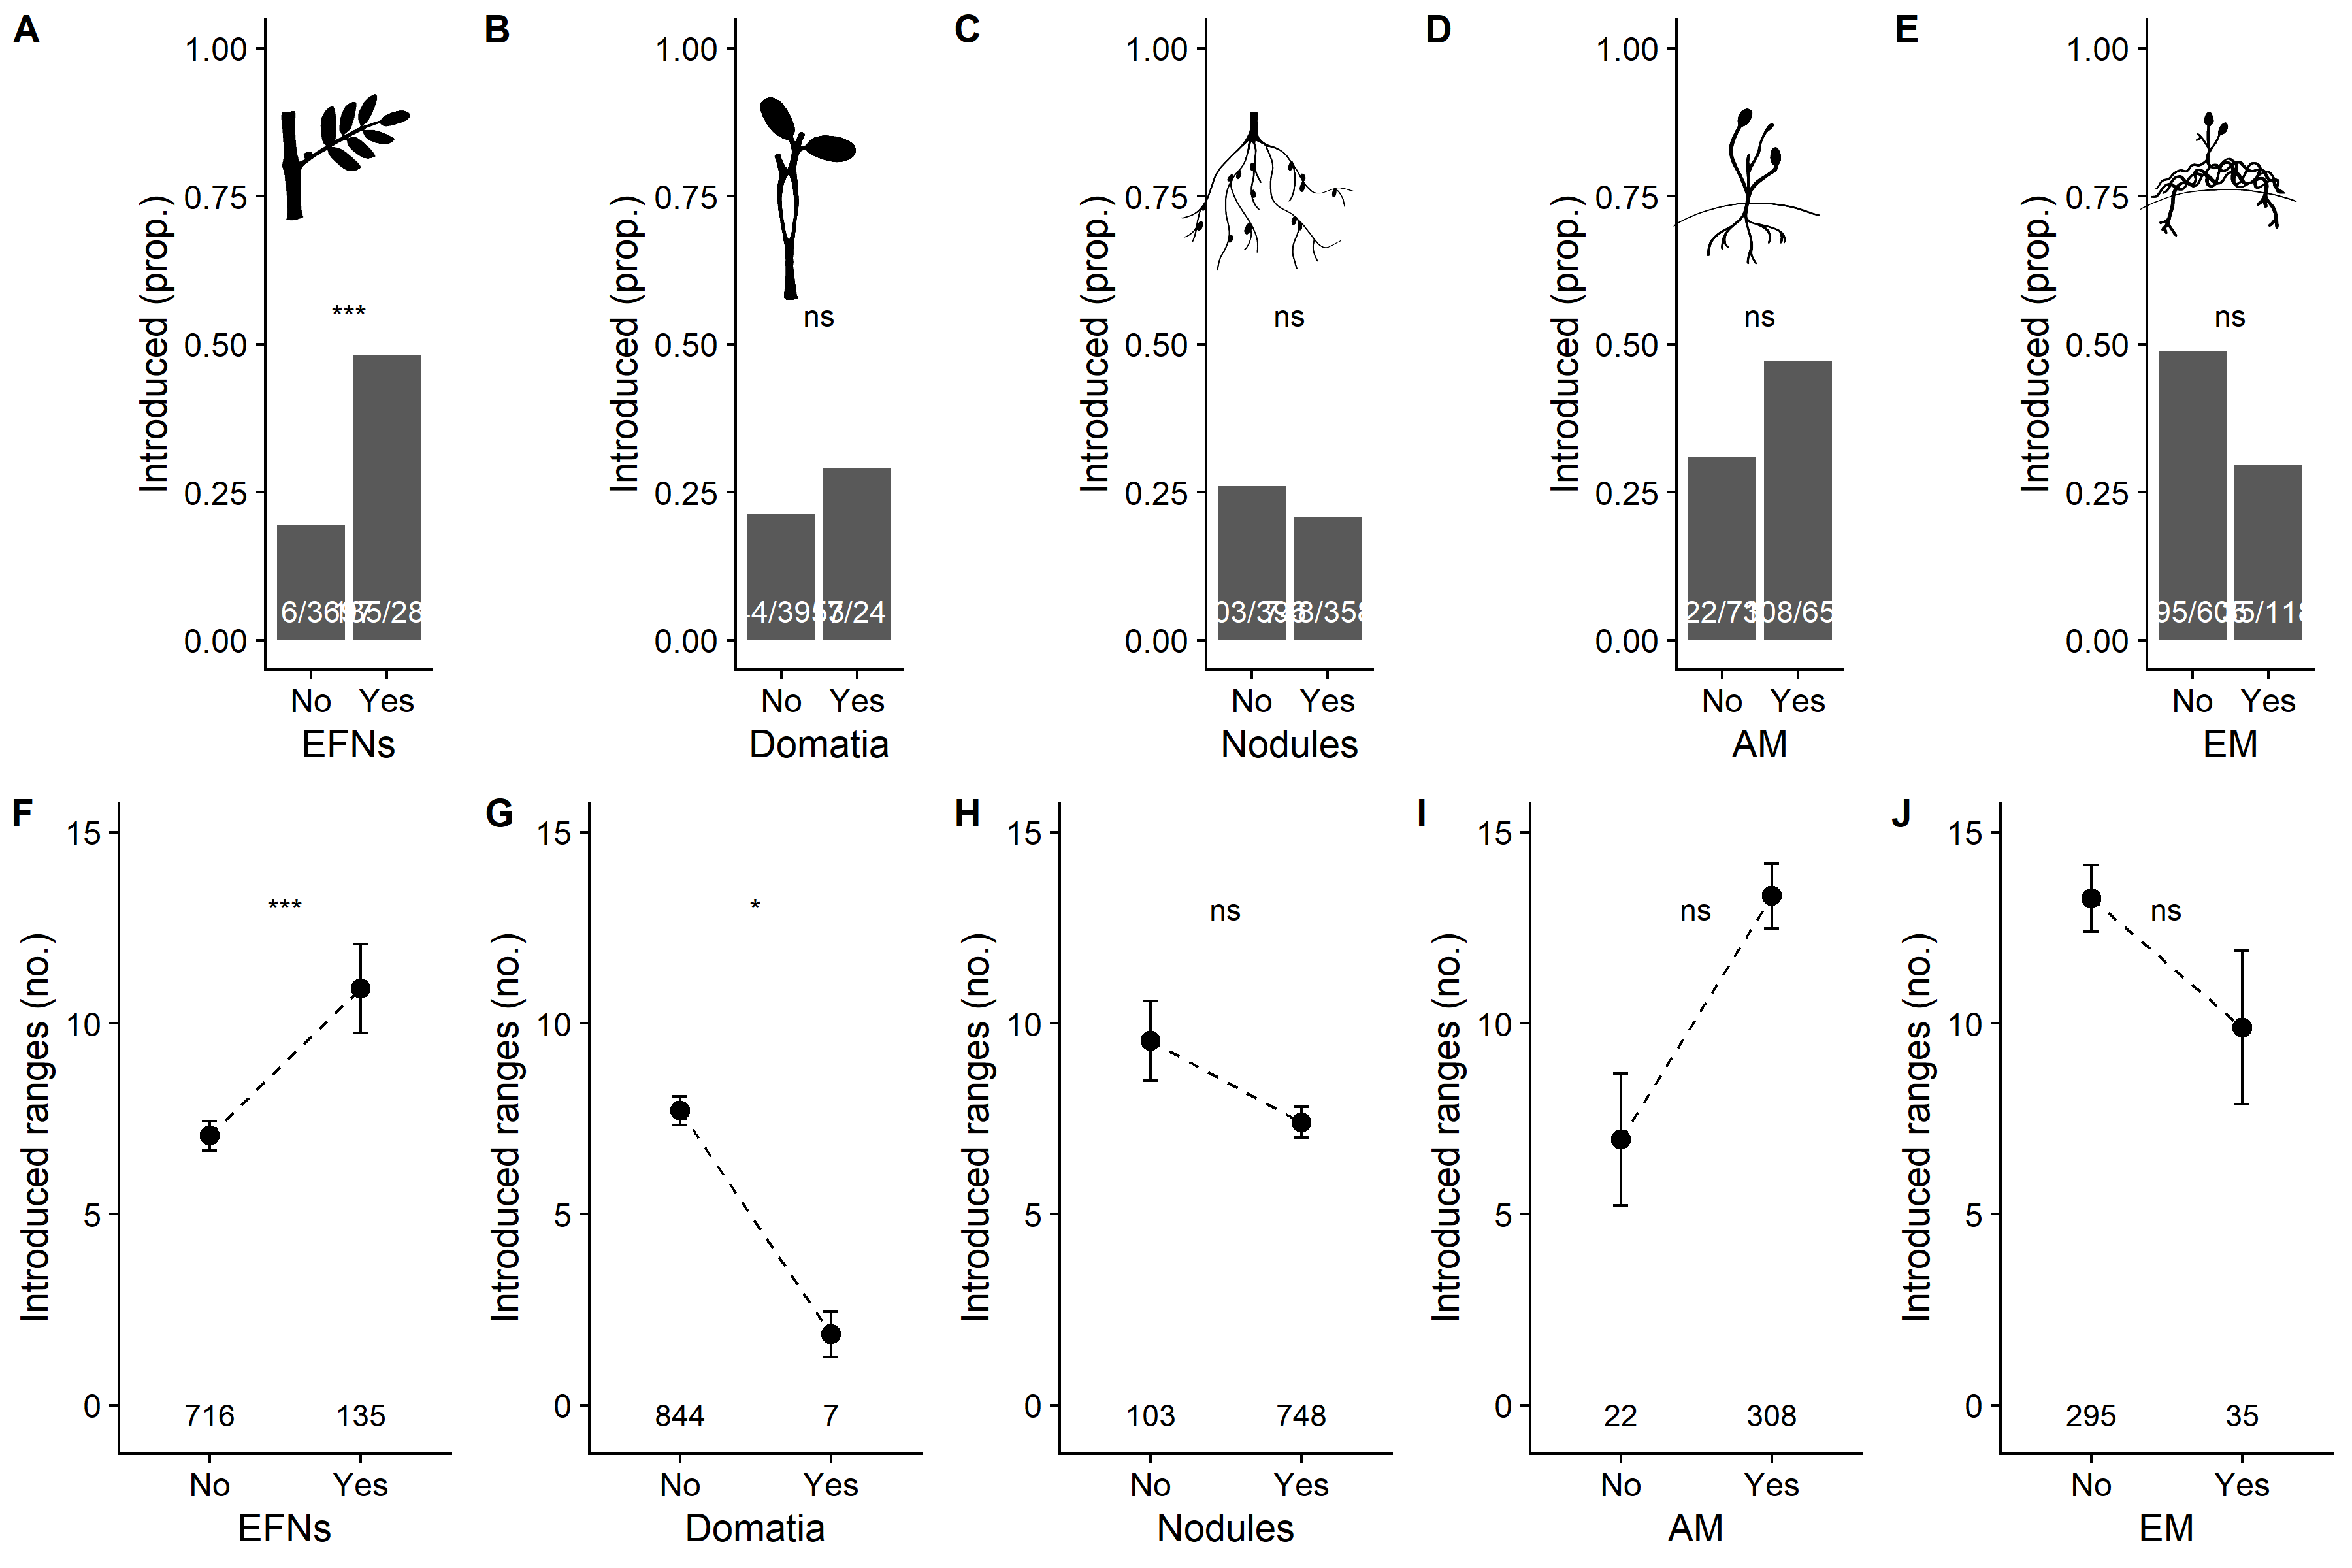 A
1.00
0.75
0.50
0.25
0.00
Introduced (prop.)
***
No Yes
EFNs
B
1.00
0.75
0.50
0.25
0.00
Introduced (prop.)
ns
7/24
No Yes
Domatia
C
1.00
0.75
0.50
0.25
0.00
Introduced (prop.)
ns
No Yes
Nodules
D
1.00
0.75
0.50
0.25
0.00
Introduced (prop.)
ns
No Yes
AM
E
1.00
0.75
0.50
0.25
0.00
Introduced (prop.)
ns
No Yes
EM
F
15
10
5
0
Introduced ranges (no.)
***
716 135
No Yes
EFNs
G
15
10
5
0
Introduced ranges (no.)
*
844 7
No Yes
Domatia
H
15
10
5
0
Introduced ranges (no.)
ns
103 748
No Yes
Nodules
I
15
10
5
0
Introduced ranges (no.)
ns
22 308
No Yes
AM
J
15
10
5
0
Introduced ranges (no.)
ns
295 35
No Yes
EM